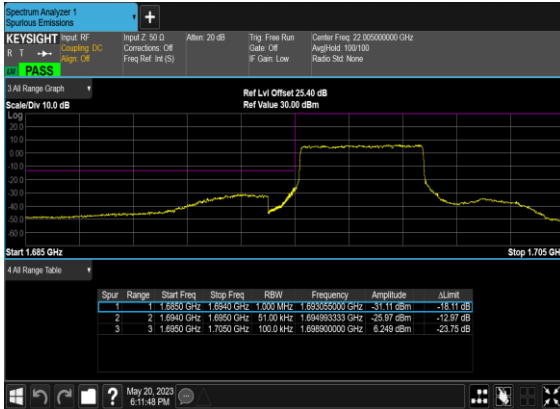 Spectrum Analyzer 1
Spurious Emissions
+
KEYSIGHT Input: RF Input Z: 50 Ω Atten: 20 dB Trig: Free Run Center Freq: 22.005000000 GHz
R T Coupling: DC Corrections: Off Gate: Off Avg|Hold: 100/100
Align: Off Freq Ref: Int (S) IF Gain: Low Radio Std: None
PASS
3 All Range Graph
Ref Lvl Offset 25.40 dB
Scale/Div 10.0 dB Ref Value 30.00 dBm
Log
20.0
10.0
0.00
-10.0
-20.0
-30.0
-40.0
-50.0
-60.0
Start 1.685 GHz Stop 1.705 GH
4 All Range Table
Spur Range Start Freq Stop Freq RBW Frequency Amplitude ΔLimit
1 1 1.6850 GHz 1.6940 GHz 1.000 MHz 1.693055000 GHz -31.11 dBm -18.11 dB
2 2 1.6940 GHz 1.6950 GHz 51.00 kHz 1.694993333 GHz -25.97 dBm -12.97 dB
3 3 1.6950 GHz 1.7050 GHz 100.0 kHz 1.698900000 GHz 6.249 dBm -23.75 dB
? May 20, 2023
6:11:48 PM